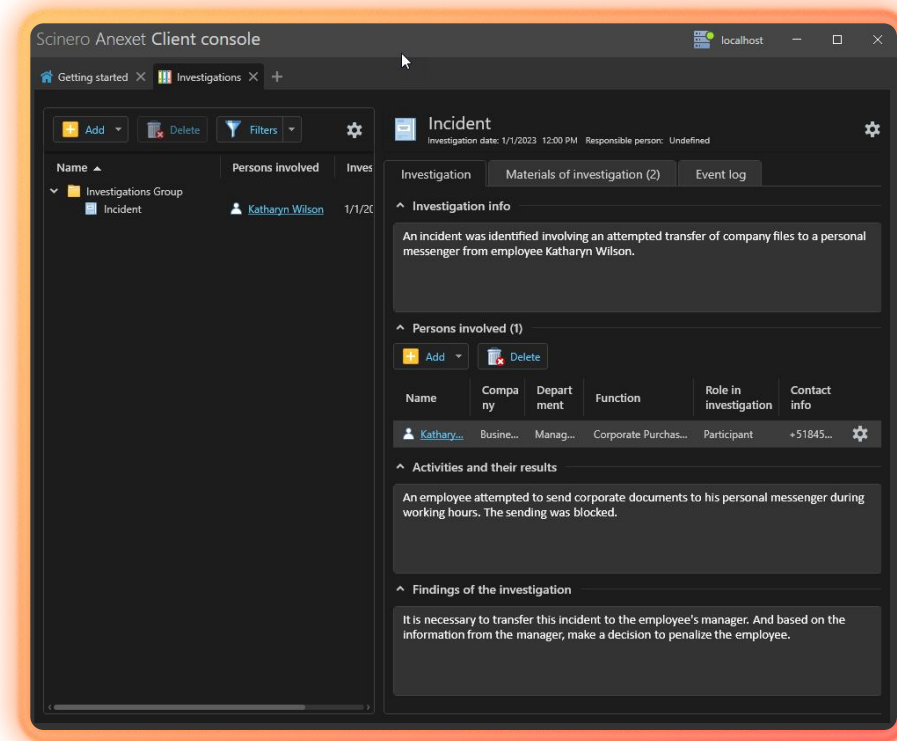 Scinero Anexet Client console
localhost
Getting started
Investigations
Add
Delete
Filters
Name
Persons involved
Inves
Investigations Group
Incident
Katharyn Wilson
1/1/20
Incident
Investigation date: 1/1/2023 12:00 PM Responsible person: Undefined
Investigation
Materials of investigation (2)
Event log
Investigation info
An incident was identified involving an attempted transfer of company files to a personal
messenger from employee Katharyn Wilson.
Persons involved (1)
Add
Delete
Name
Compa
ny
Depart
ment
Function
Role in
investigation
Contact
info
Kathary...
Busine...
Manag...
Corporate Purchas...
Participant
+51845...
Activities and their results
An employee attempted to send corporate documents to his personal messenger during
working hours. The sending was blocked.
Findings of the investigation
It is necessary to transfer this incident to the employee's manager. And based on the
information from the manager, make a decision to penalize the employee.